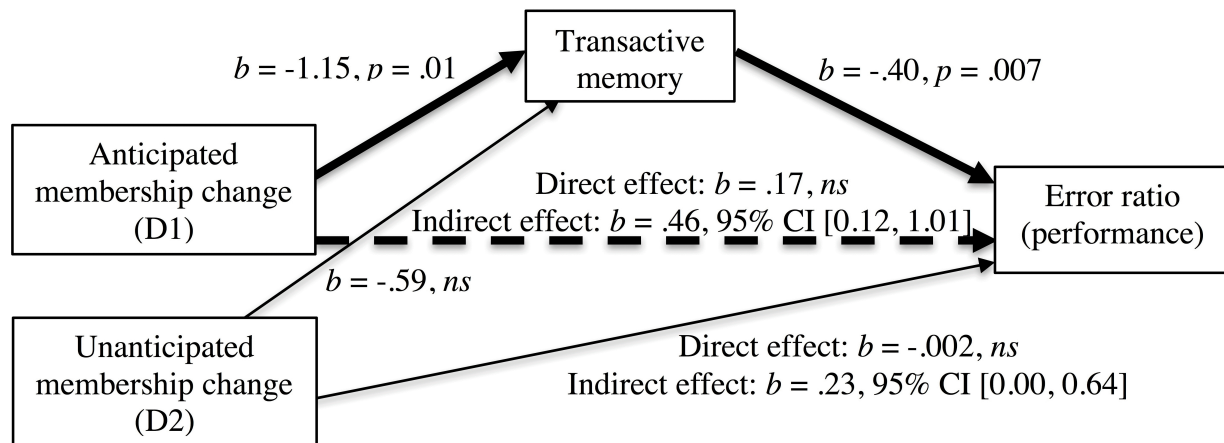 Transactive
memory
b = -1.15, p = .01
b = -.40, p = .007
Anticipated
membership change
(D1)
Direct effect: b = .17, ns
Indirect effect: b = .46, 95% CI [0.12, 1.01]
Error ratio
(performance)
b = -.59, ns
Unanticipated
membership change
(D2)
Direct effect: b = -.002, ns
Indirect effect: b = .23, 95% CI [0.00, 0.64]